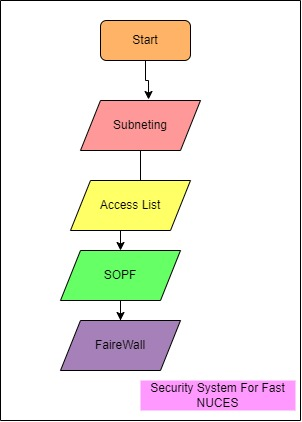 Start
Subneting
Access List
SOPF
FaireWall
Security System For Fast
NUCES